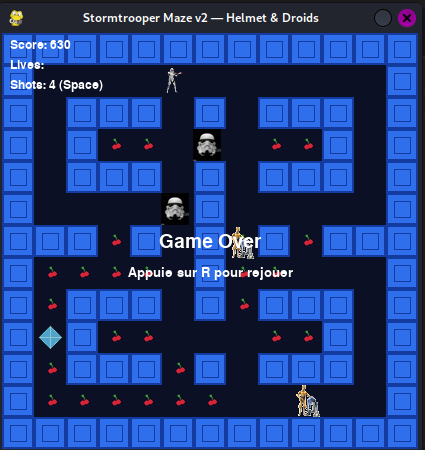 Stormtrooper Maze v2 — Helmet & Droids
Score: 630
Lives:
Shots: 4 (Space)
Game Over
Appuie sur R pour rejouer